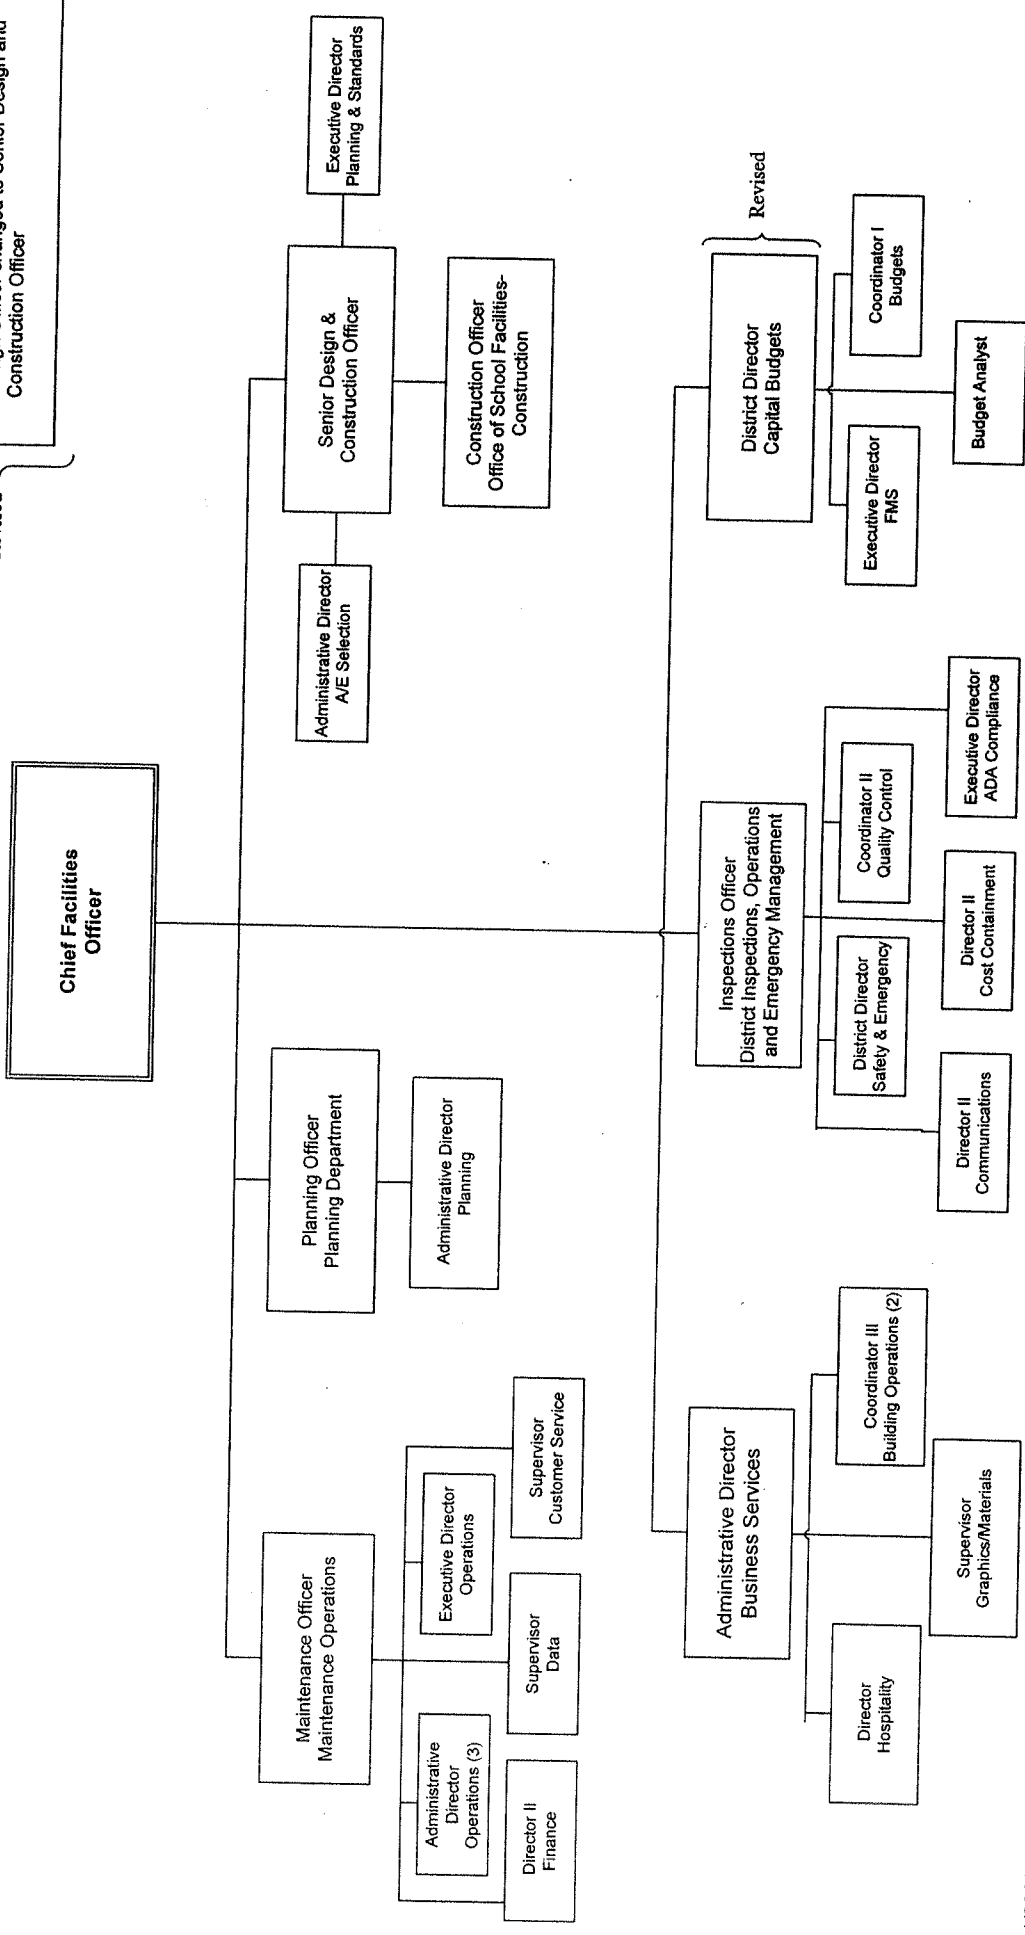 Construction Officer
Chief Facilities
Officer
Maintenance Officer
Maintenance Operations
Administrative
Director
Operations (3)
Executive Director
Operations
Director II
Finance
Supervisor
Data
Supervisor
Customer Service
Planning Officer
Planning Department
Administrative Director
Planning
Senior Design &
Construction Officer
Administrative Director
A/E Selection
Executive Director
Planning & Standards
Construction Officer
Office of School Facilities-
Construction
Administrative Director
Business Services
Director
Hospitality
Coordinator III
Building Operations (2)
Supervisor
Graphics/Materials
Inspections Officer
District Inspections, Operations
and Emergency Management
District Director
Safety & Emergency
Coordinator II
Quality Control
Director II
Communications
Director II
Cost Containment
Executive Director
ADA Compliance
District Director
Capital Budgets
Revised
Executive Director
FMS
Coordinator I
Budgets
Budget Analyst